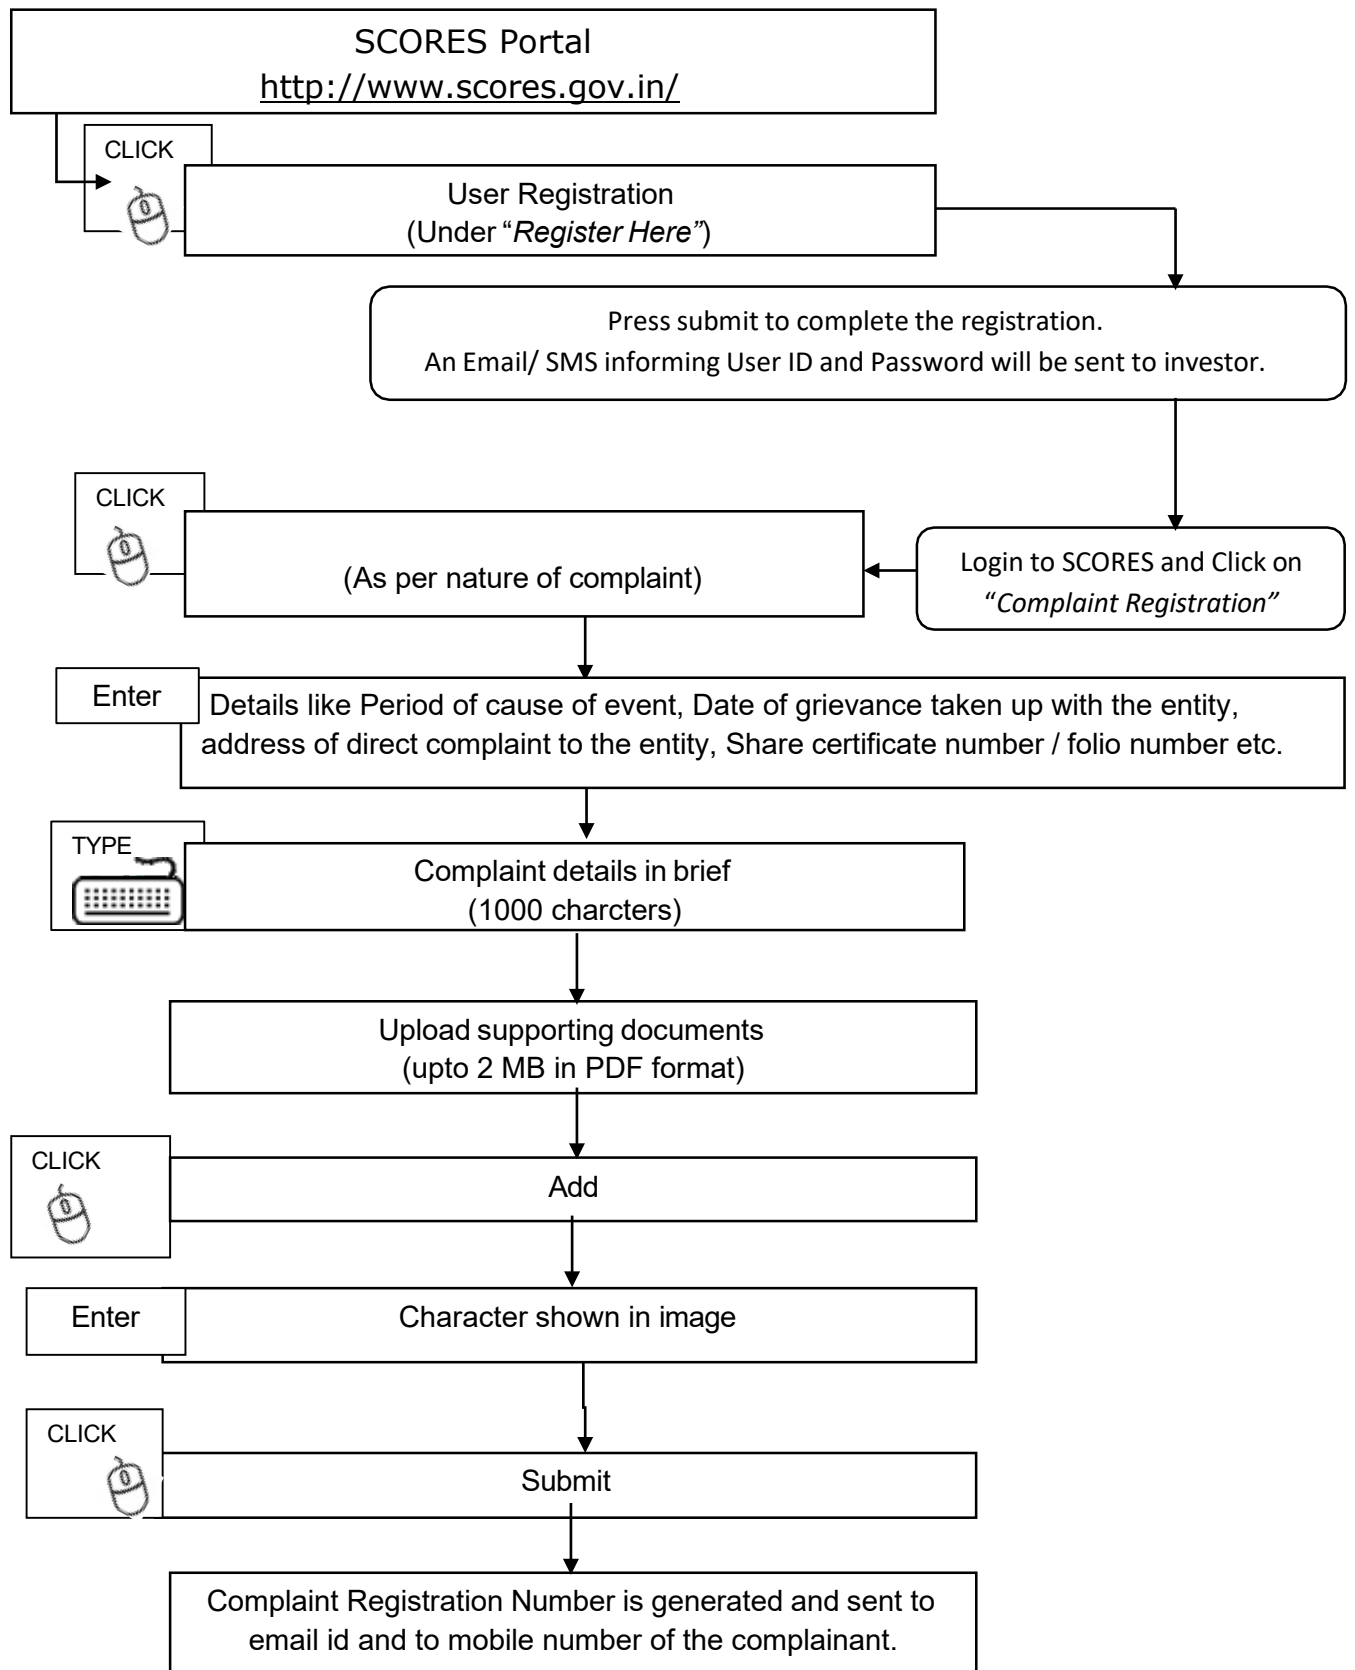 SCORES Portal
http://www.scores.gov.in/
CLICK
User Registration
(Under “Register Here”)
Press submit to complete the registration.
An Email/ SMS informing User ID and Password will be sent to investor.
CLICK
(As per nature of complaint)
Login to SCORES and Click on
“Complaint Registration”
Enter
Details like Period of cause of event, Date of grievance taken up with the entity,
address of direct complaint to the entity, Share certificate number / folio number etc.
TYPE
Complaint details in brief
(1000 charcters)
Upload supporting documents
(upto 2 MB in PDF format)
CLICK
Add
Enter
Character shown in image
CLICK
Submit
Complaint Registration Number is generated and sent to
email id and to mobile number of the complainant.